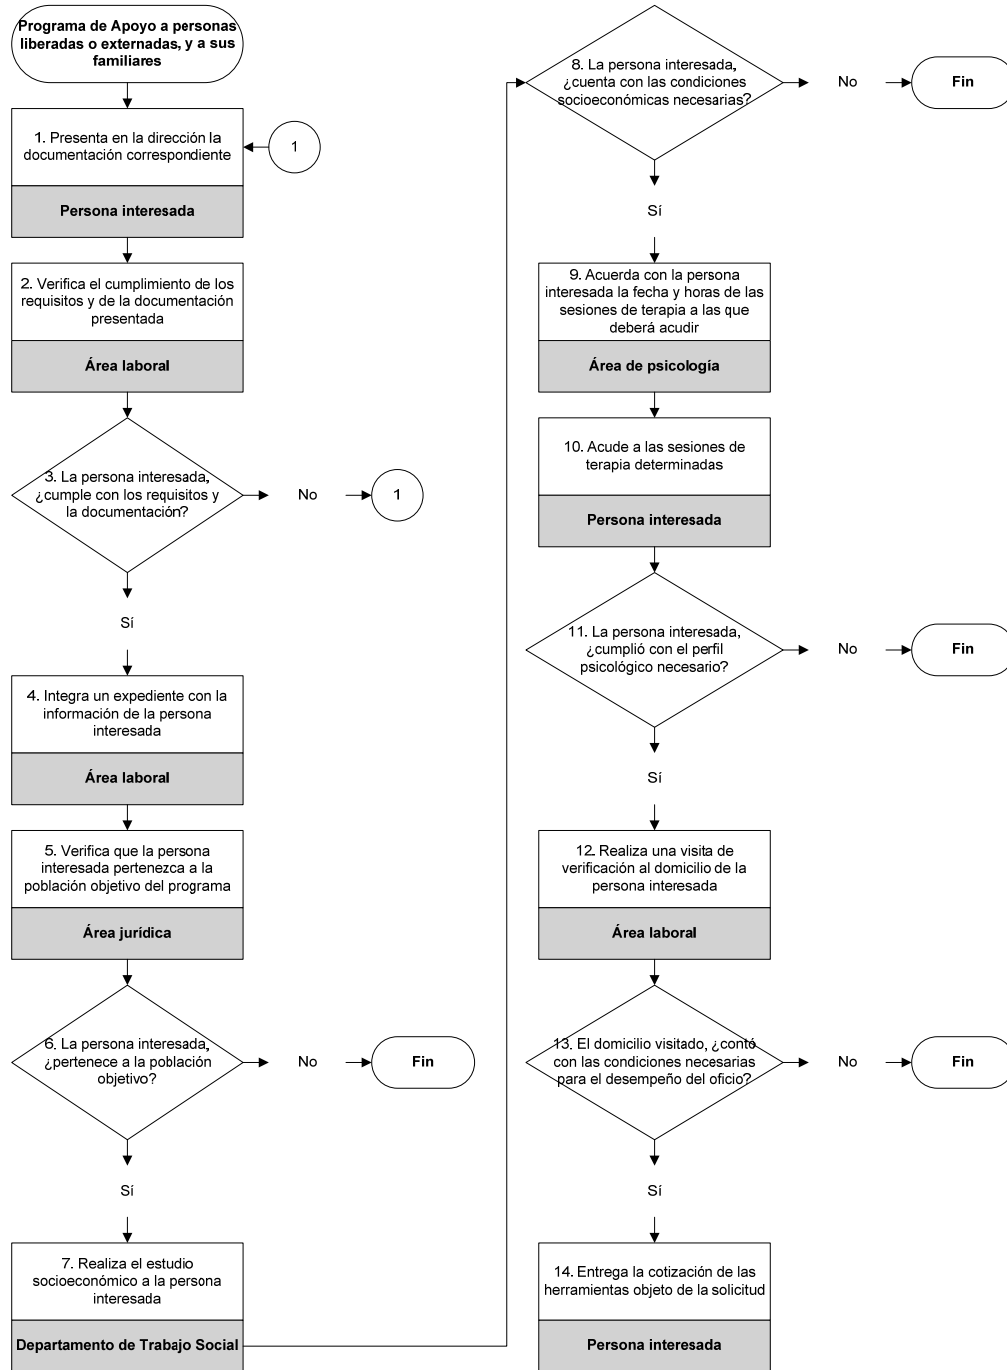 Programa de Apoyo a personas
liberadas o externadas, y a sus
familiares
1. Presenta en la dirección la
documentación correspondiente
1
Persona interesada
2. Verifica el cumplimiento de los
requisitos y de la documentación
presentada
Área laboral
3. La persona interesada,
¿cumple con los requisitos y
la documentación?
No
1
Sí
4. Integra un expediente con la
información de la persona
interesada
Área laboral
5. Verifica que la persona
interesada pertenezca a la
población objetivo del programa
Área jurídica
6. La persona interesada,
¿pertenece a la población
objetivo?
No
Fin
Sí
7. Realiza el estudio
socioeconómico a la persona
interesada
Departamento de Trabajo Social
8. La persona interesada,
¿cuenta con las condiciones
socioeconómicas necesarias?
No
Fin
Sí
9. Acuerda con la persona
interesada la fecha y horas de las
sesiones de terapia a las que
deberá acudir
Área de psicología
10. Acude a las sesiones de
terapia determinadas
Persona interesada
11. La persona interesada,
¿cumplió con el perfil
psicológico necesario?
No
Fin
Sí
12. Realiza una visita de
verificación al domicilio de la
persona interesada
Área laboral
13. El domicilio visitado, ¿contó
con las condiciones necesarias
para el desempeño del oficio?
No
Fin
Sí
14. Entrega la cotización de las
herramientas objeto de la solicitud
Persona interesada